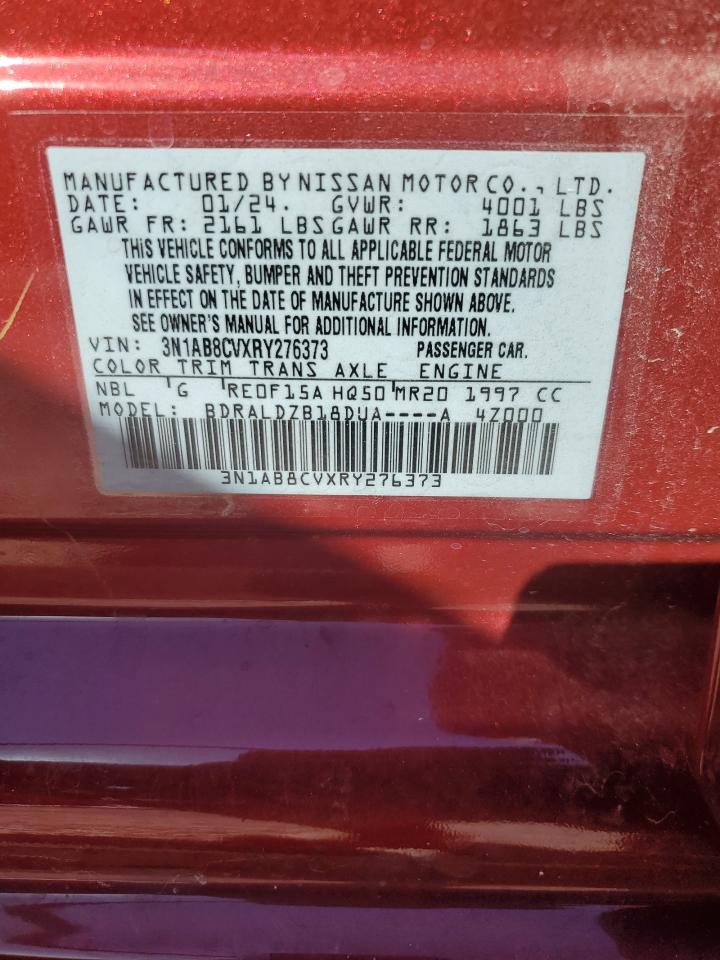 MANUFACTURED BY NISSAN MOTOR CO., LTD.
DATE: 01/24. GVWR: 4001 LBS
GAWR FR: 2161 LBS GAWR RR: 1863 LBS
THIS VEHICLE CONFORMS TO ALL APPLICABLE FEDERAL MOTOR
VEHICLE SAFETY, BUMPER AND THEFT PREVENTION STANDARDS
IN EFFECT ON THE DATE OF MANUFACTURE SHOWN ABOVE.
SEE OWNER'S MANUAL FOR ADDITIONAL INFORMATION.
VIN: 3N1AB8CVXRY276373 PASSENGER CAR.
COLOR TRIM TRANS AXLE ENGINE
NBL G RE0F15A HQ50 MR20 1997 CC
MODEL: BDRALDZB18DUA----A 4Z000
3N1AB8CVXRY276373